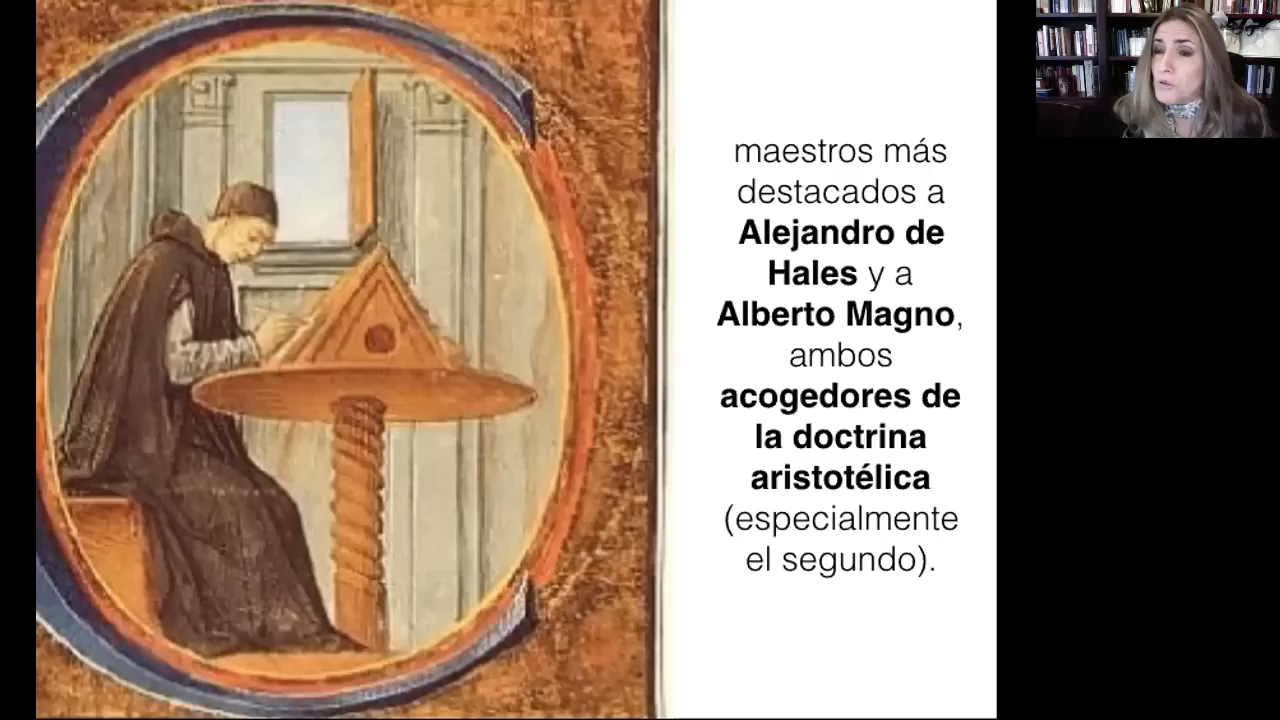 maestros más
destacados a
Alejandro de
Hales y a
Alberto Magno,
ambos
acogedores de
la doctrina
aristotélica
(especialmente
el segundo).